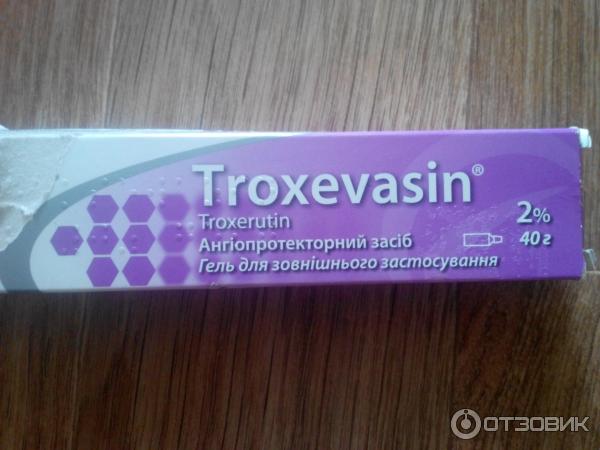 Troxevasin®
Troxerutin
2%
Ангіопротекторний засіб
40 г
Гель для зовнішнього застосування
ОТЗОВИК